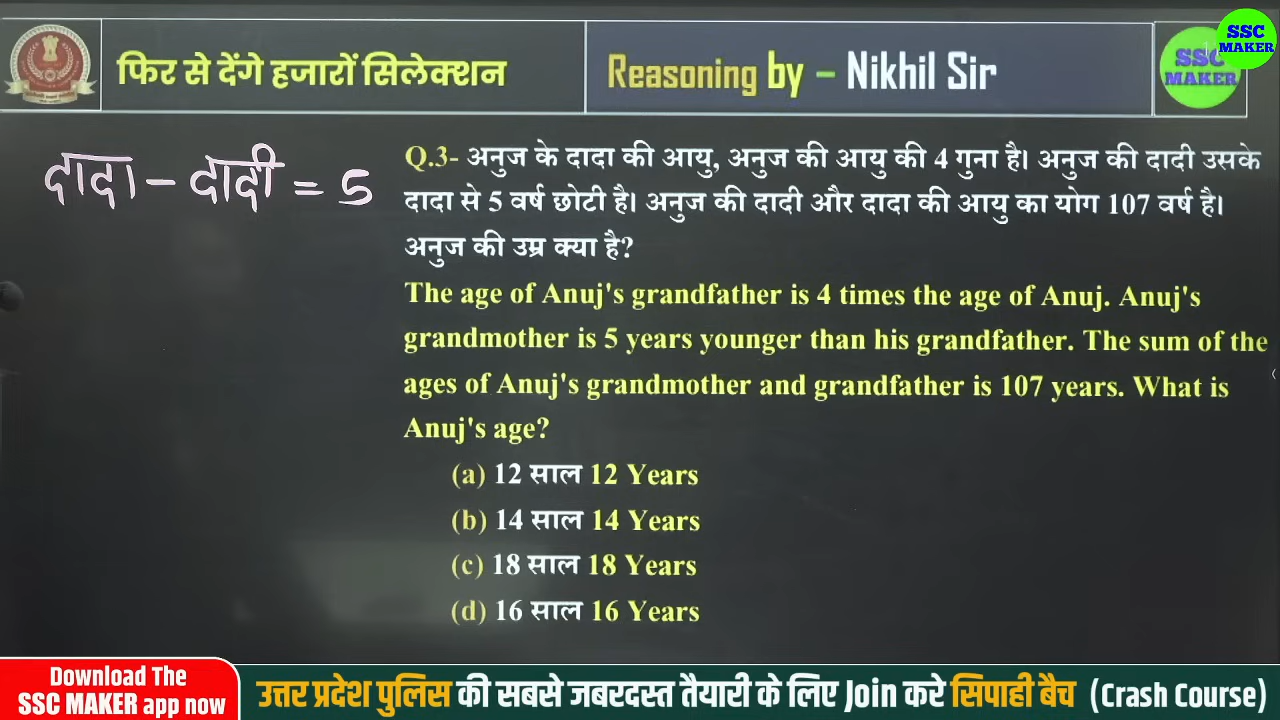 फिर से देंगे हजारों सिलेक्शन
Reasoning by – Nikhil Sir
SSC
MAKER
SSC
MAKER
दादा - दादी = 5
Q.3- अनुज के दादा की आयु, अनुज की आयु की 4 गुना है। अनुज की दादी उसके
दादा से 5 वर्ष छोटी है। अनुज की दादी और दादा की आयु का योग 107 वर्ष है।
अनुज की उम्र क्या है?
The age of Anuj's grandfather is 4 times the age of Anuj. Anuj's
grandmother is 5 years younger than his grandfather. The sum of the
ages of Anuj's grandmother and grandfather is 107 years. What is
Anuj's age?
(a) 12 साल 12 Years
(b) 14 साल 14 Years
(c) 18 साल 18 Years
(d) 16 साल 16 Years
Download The
SSC MAKER app now
उत्तर प्रदेश पुलिस की सबसे जबरदस्त तैयारी के लिए Join करे सिपाही बैच (Crash Course)